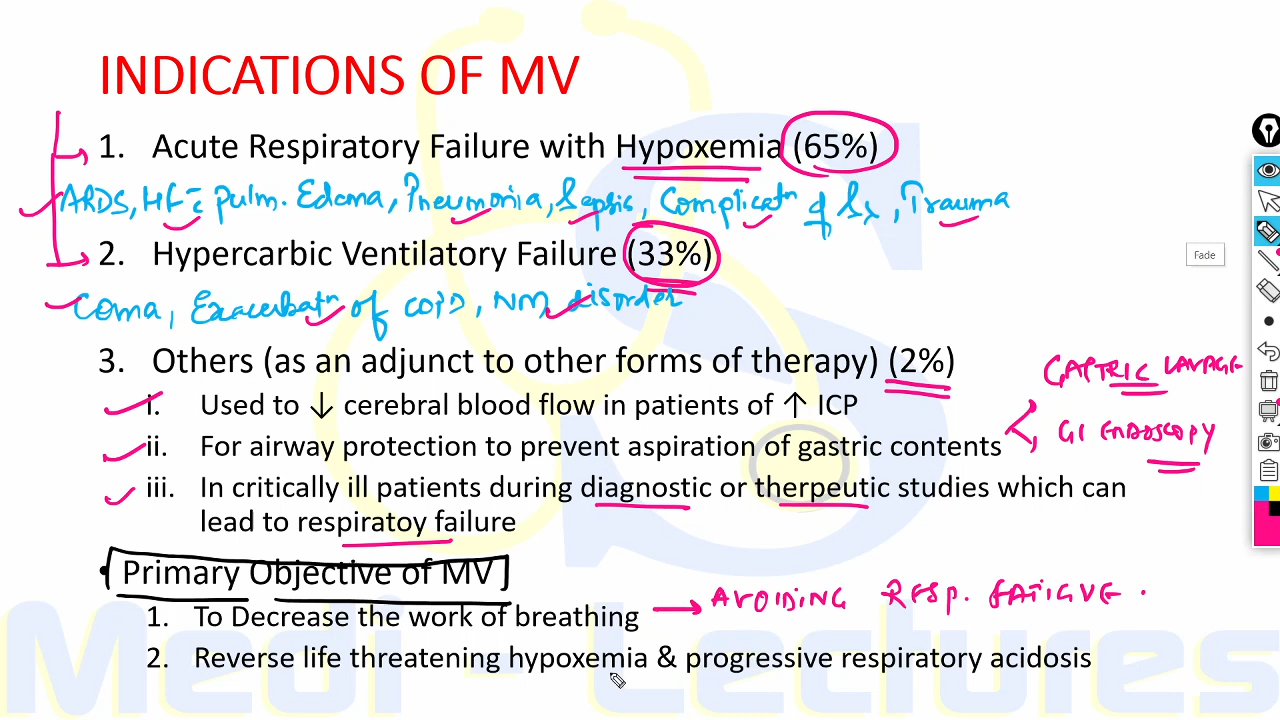 INDICATIONS OF MV
1. Acute Respiratory Failure with Hypoxemia (65%)
ARDS, HF c̄ Pulm. Edema, Pneumonia, Sepsis, Complicatn of Sx, Trauma
2. Hypercarbic Ventilatory Failure (33%)
Fade
Coma, Exacerbatn of COPD, NM disorder
3. Others (as an adjunct to other forms of therapy) (2%)
GASTRIC LAVAGE
i. Used to ↓ cerebral blood flow in patients of ↑ ICP
GI ENDOSCOPY
ii. For airway protection to prevent aspiration of gastric contents
iii. In critically ill patients during diagnostic or therpeutic studies which can
lead to respiratoy failure
• Primary Objective of MV
1. To Decrease the work of breathing → AVOIDING RESP. FATIGUE.
2. Reverse life threatening hypoxemia & progressive respiratory acidosis
Medi - Lectures